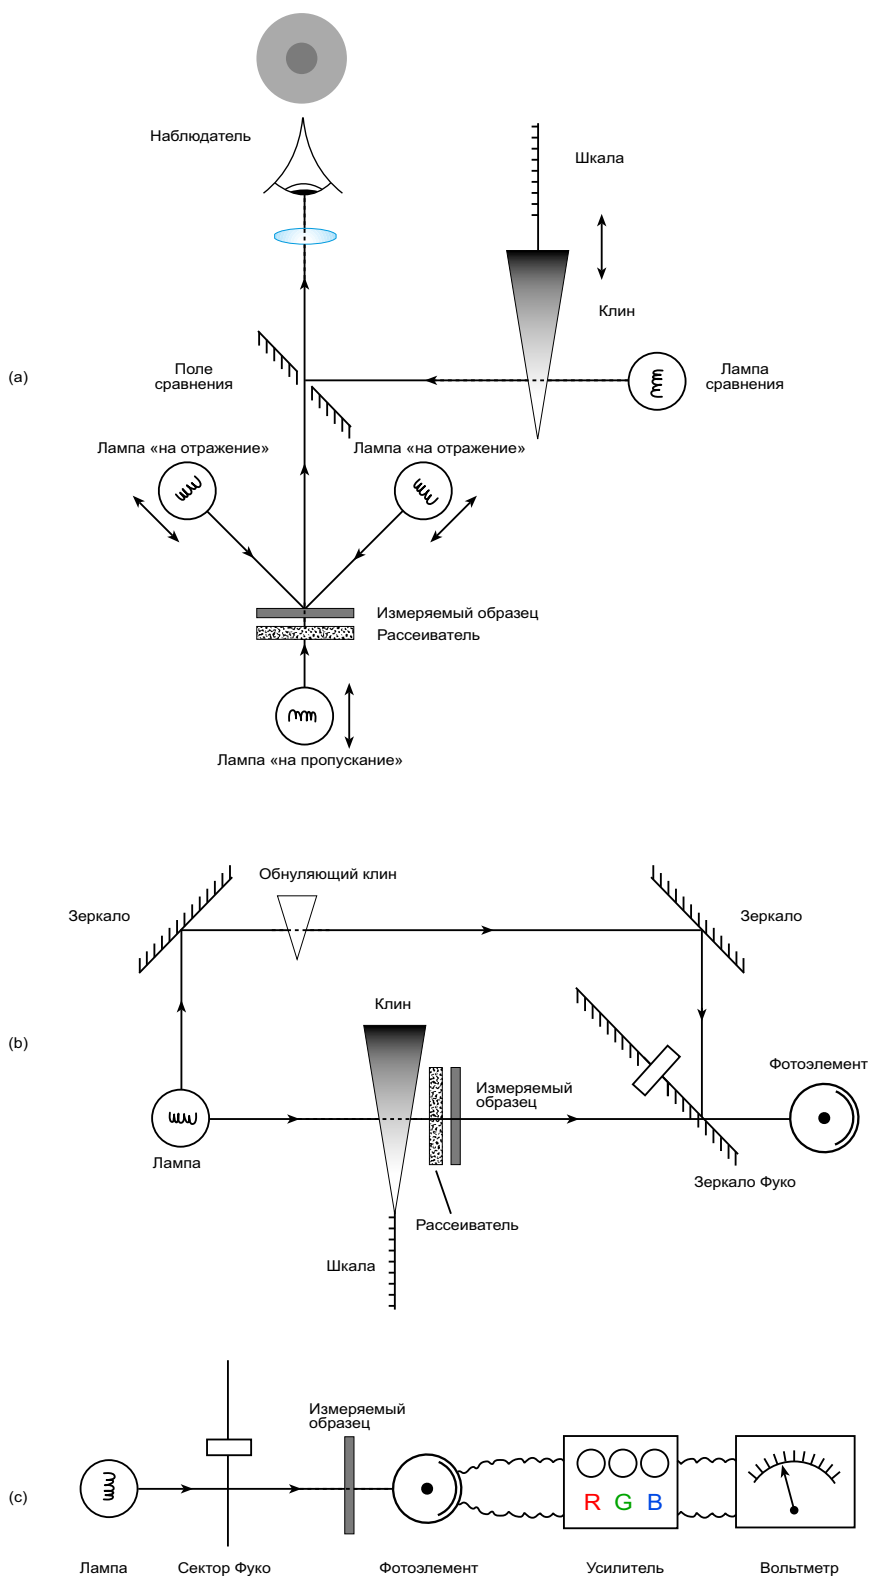 Наблюдатель
Шкала
Клин
(a)
Поле
сравнения
Лампа
сравнения
Лампа «на отражение»
Лампа «на отражение»
Измеряемый образец
Рассеиватель
Лампа «на пропускание»
Обнуляющий клин
Зеркало
Зеркало
Клин
(b)
Фотоэлемент
Измеряемый
образец
Лампа
Зеркало Фуко
Рассеиватель
Шкала
Измеряемый
образец
(c)
R G B
Лампа
Сектор Фуко
Фотоэлемент
Усилитель
Вольтметр